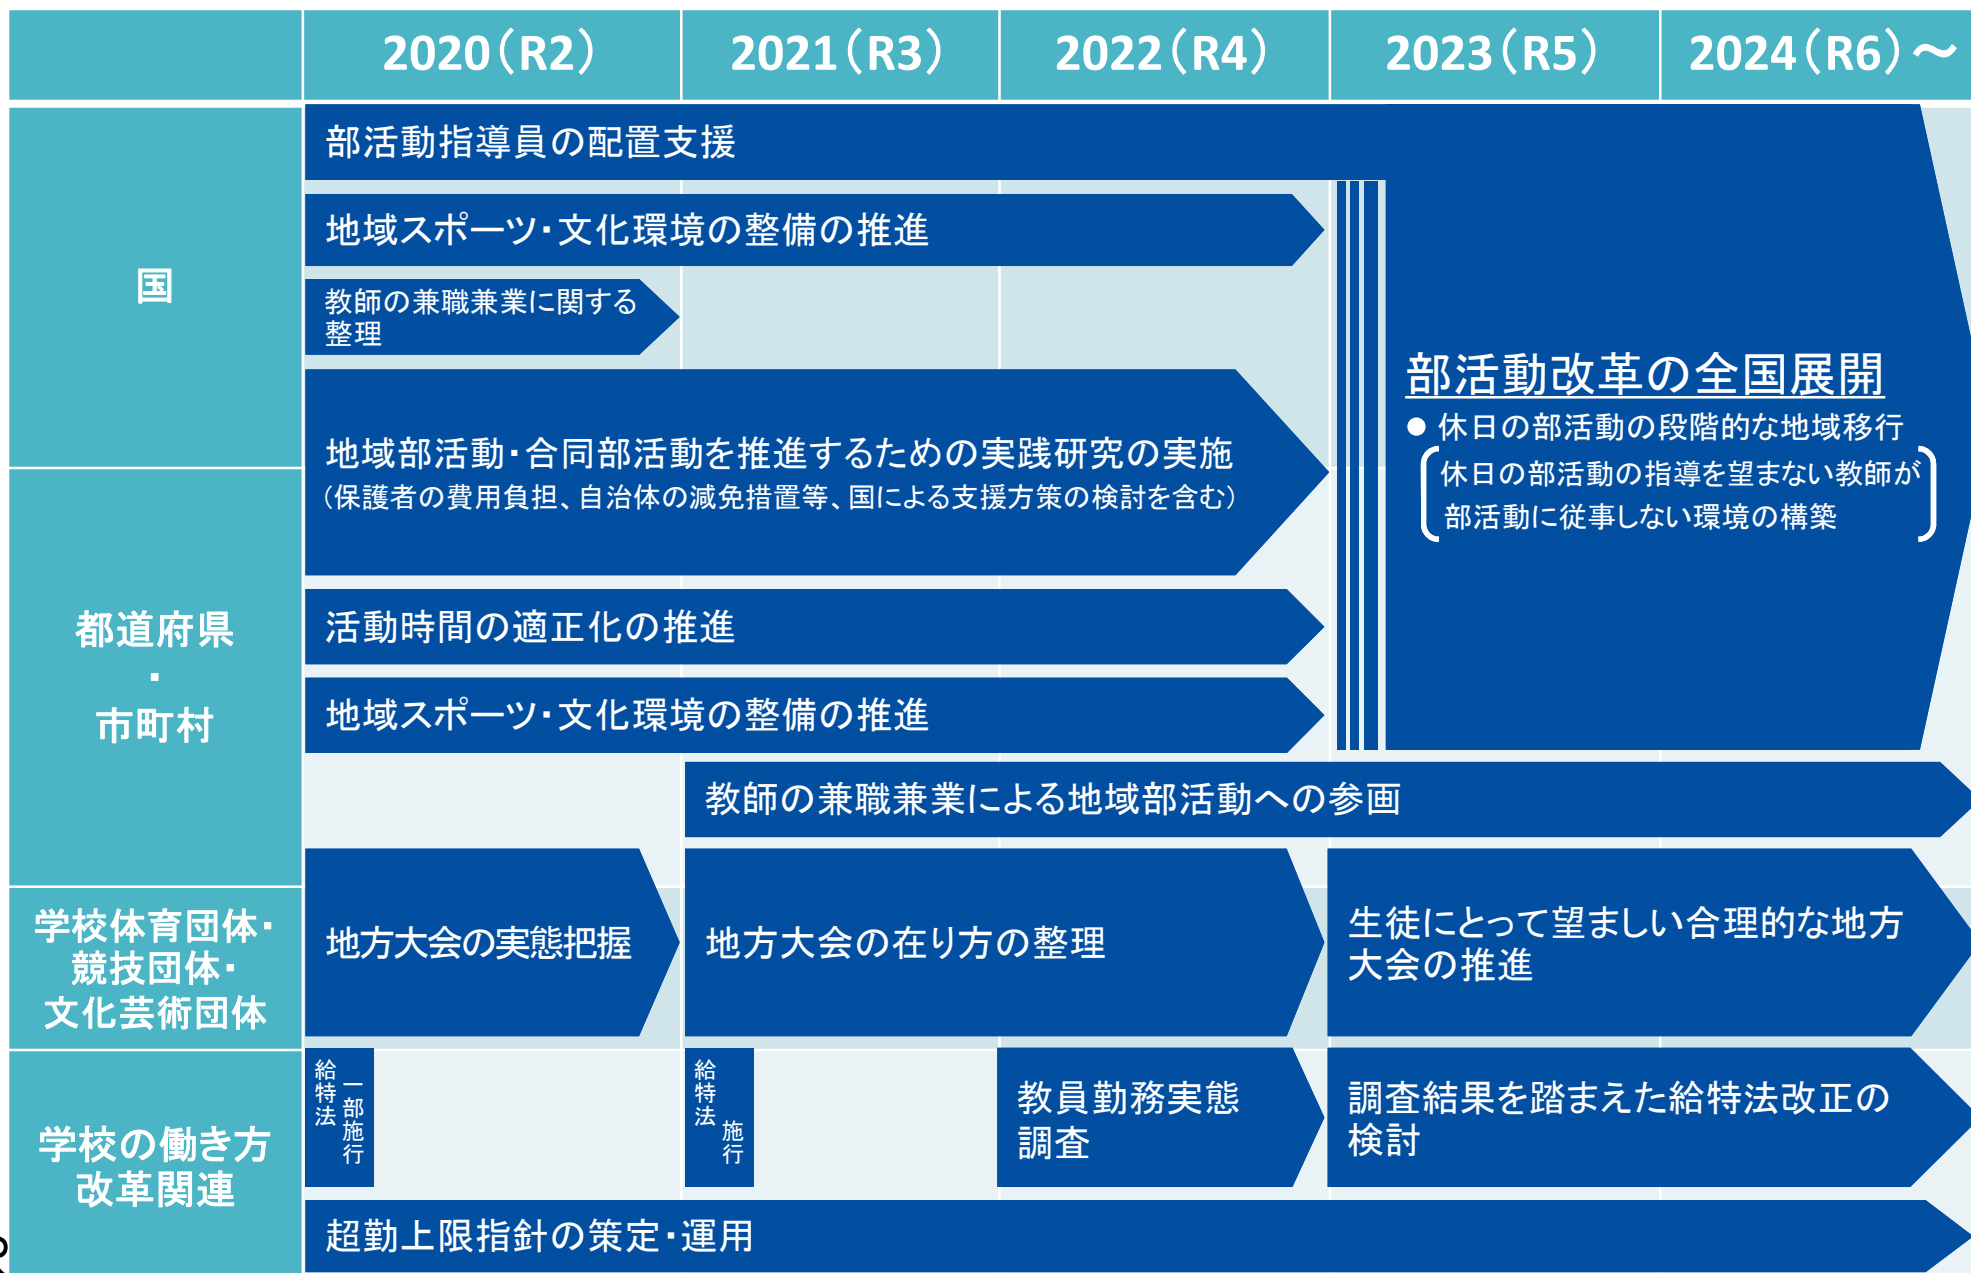 2020（R2）
2021（R3）
2022（R4）
2023（R5）
2024（R6）～
国
部活動指導員の配置支援
地域スポーツ・文化環境の整備の推進
教師の兼職兼業に関する
整理
地域部活動・合同部活動を推進するための実践研究の実施
（保護者の費用負担、自治体の減免措置等、国による支援方策の検討を含む）
部活動改革の全国展開
● 休日の部活動の段階的な地域移行
休日の部活動の指導を望まない教師が
部活動に従事しない環境の構築
都道府県
・
市町村
活動時間の適正化の推進
地域スポーツ・文化環境の整備の推進
教師の兼職兼業による地域部活動への参画
学校体育団体・
競技団体・
文化芸術団体
地方大会の実態把握
地方大会の在り方の整理
生徒にとって望ましい合理的な地方
大会の推進
学校の働き方
改革関連
給特法
一部施行
給特法
施行
教員勤務実態
調査
調査結果を踏まえた給特法改正の
検討
超勤上限指針の策定・運用